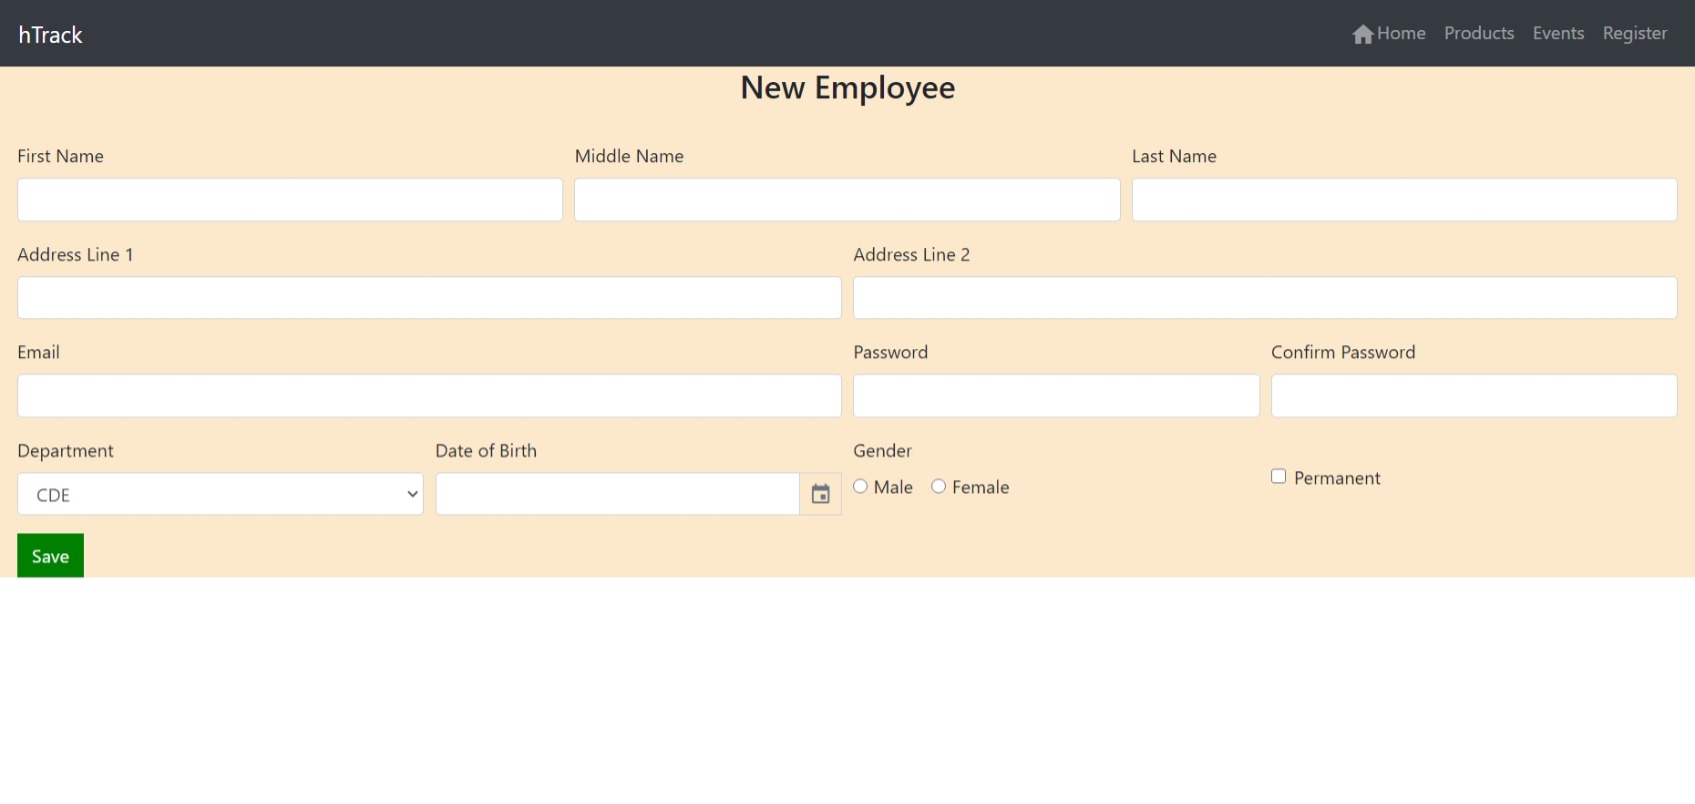 hTrack
Home Products Events Register
New Employee
First Name Middle Name Last Name
Address Line 1 Address Line 2
Email Password Confirm Password
Department Date of Birth Gender
CDE Male Female Permanent
Save